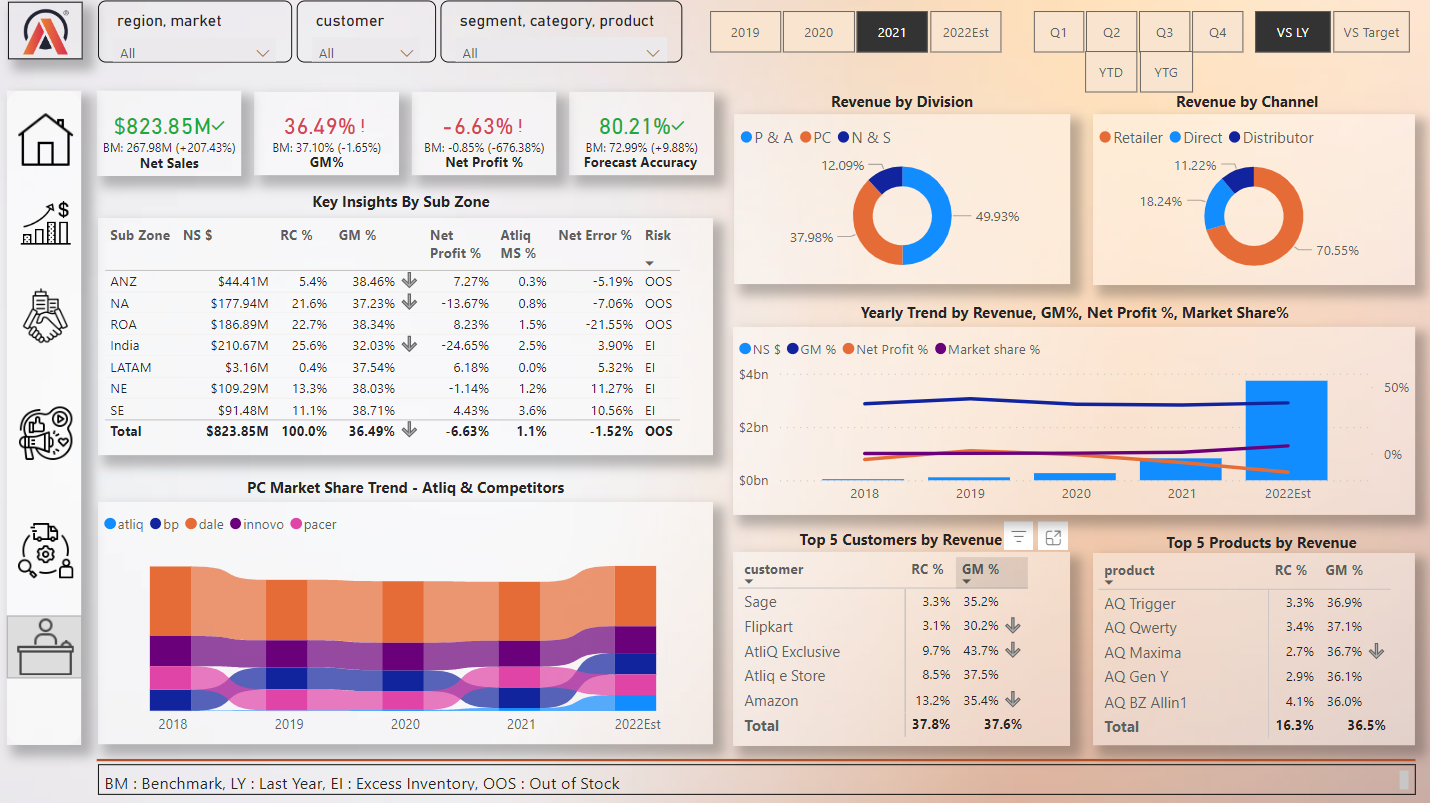 region, market
All
customer
All
segment, category, product
All
2019
2020
2021
2022Est
Q1
Q2
Q3
Q4
YTD
YTG
VS LY
VS Target
$823.85M
BM: 267.98M (+207.43%)
Net Sales
36.49% !
BM: 37.10% (-1.65%)
GM%
-6.63% !
BM: -0.85% (-676.38%)
Net Profit %
80.21%
BM: 72.99% (+9.88%)
Forecast Accuracy
Key Insights By Sub Zone
Sub Zone NS $ RC % GM % Net Profit % Atliq MS % Net Error % Risk
ANZ $44.41M 5.4% 38.46% 7.27% 0.3% -5.19% OOS
NA $177.94M 21.6% 37.23% -13.67% 0.8% -7.06% OOS
ROA $186.89M 22.7% 38.34% 8.23% 1.5% -21.55% OOS
India $210.67M 25.6% 32.03% -24.65% 2.5% 3.90% EI
LATAM $3.16M 0.4% 37.54% 6.18% 0.0% 5.32% EI
NE $109.29M 13.3% 38.03% -1.14% 1.2% 11.27% EI
SE $91.48M 11.1% 38.71% 4.43% 3.6% 10.56% EI
Total $823.85M 100.0% 36.49% -6.63% 1.1% -1.52% OOS
PC Market Share Trend - Atliq & Competitors
atliq bp dale innovo pacer
2018 2019 2020 2021 2022Est
Revenue by Division
P & A PC N & S
12.09%
49.93%
37.98%
Revenue by Channel
Retailer Direct Distributor
11.22%
18.24%
70.55%
Yearly Trend by Revenue, GM%, Net Profit %, Market Share%
NS $ GM % Net Profit % Market share %
$4bn
50%
$2bn
0%
$0bn
2018 2019 2020 2021 2022Est
Top 5 Customers by Revenue
customer RC % GM %
Sage 3.3% 35.2%
Flipkart 3.1% 30.2%
AtliQ Exclusive 9.7% 43.7%
Atliq e Store 8.5% 37.5%
Amazon 13.2% 35.4%
Total 37.8% 37.6%
Top 5 Products by Revenue
product RC % GM %
AQ Trigger 3.3% 36.9%
AQ Qwerty 3.4% 37.1%
AQ Maxima 2.7% 36.7%
AQ Gen Y 2.9% 36.1%
AQ BZ Allin1 4.1% 36.0%
Total 16.3% 36.5%
BM : Benchmark, LY : Last Year, EI : Excess Inventory, OOS : Out of Stock